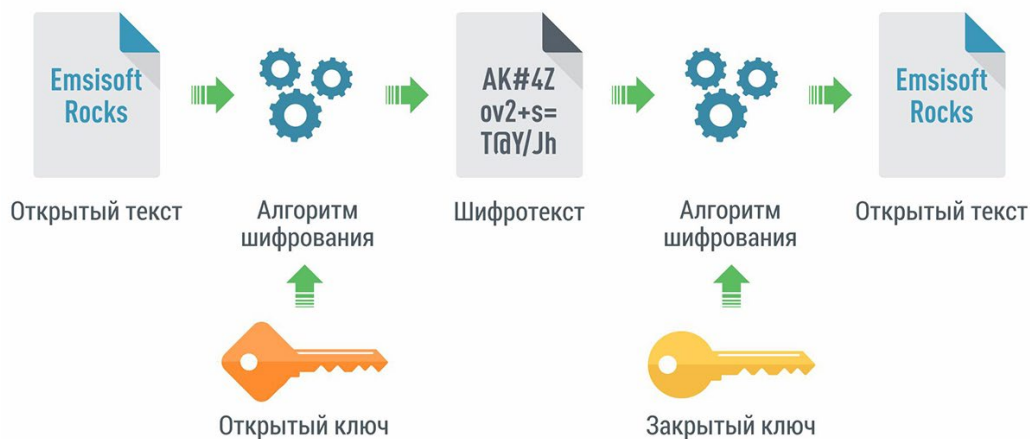 Emsisoft
Rocks
AK#4Z
ov2+s=
T@Y/Jh
Emsisoft
Rocks
Открытый текст
Алгоритм
шифрования
Шифротекст
Алгоритм
шифрования
Открытый текст
Открытый ключ
Закрытый ключ